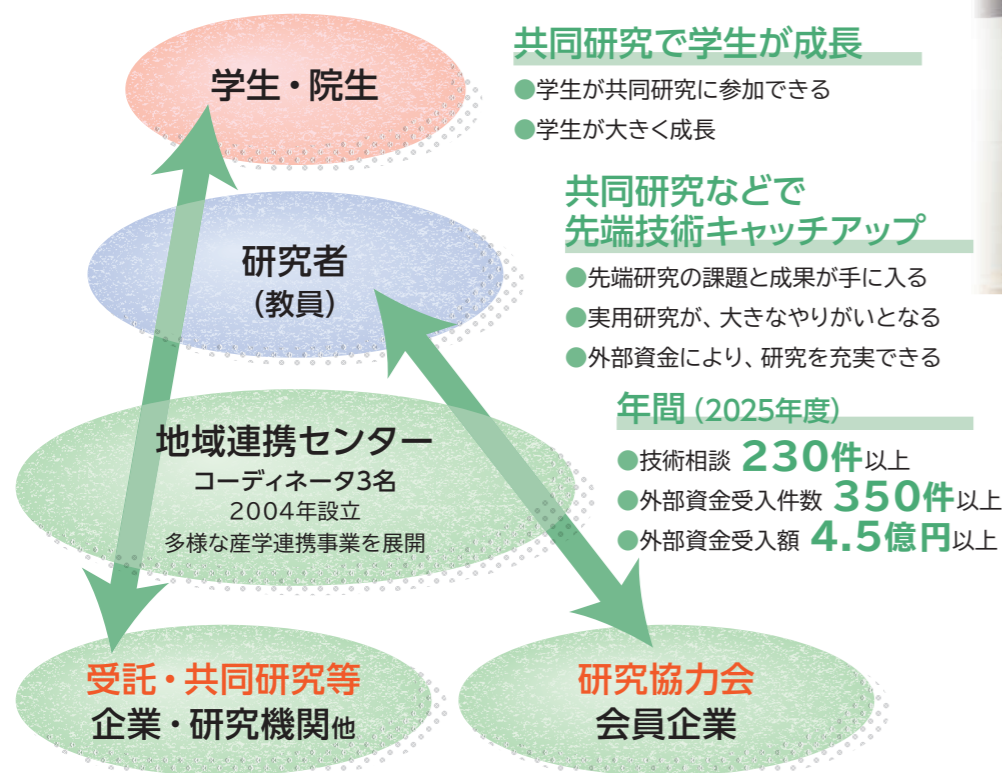 学生・院生
共同研究で学生が成長
●学生が共同研究に参加できる
●学生が大きく成長
研究者
(教員)
共同研究などで
先端技術キャッチアップ
●先端研究の課題と成果が手に入る
●実用研究が、大きなやりがいとなる
●外部資金により、研究を充実できる
地域連携センター
コーディネータ3名
2004年設立
多様な産学連携事業を展開
年間(2025年度)
●技術相談 230件以上
●外部資金受入件数 350件以上
●外部資金受入額 4.5億円以上
受託・共同研究等
企業・研究機関他
研究協力会
会員企業